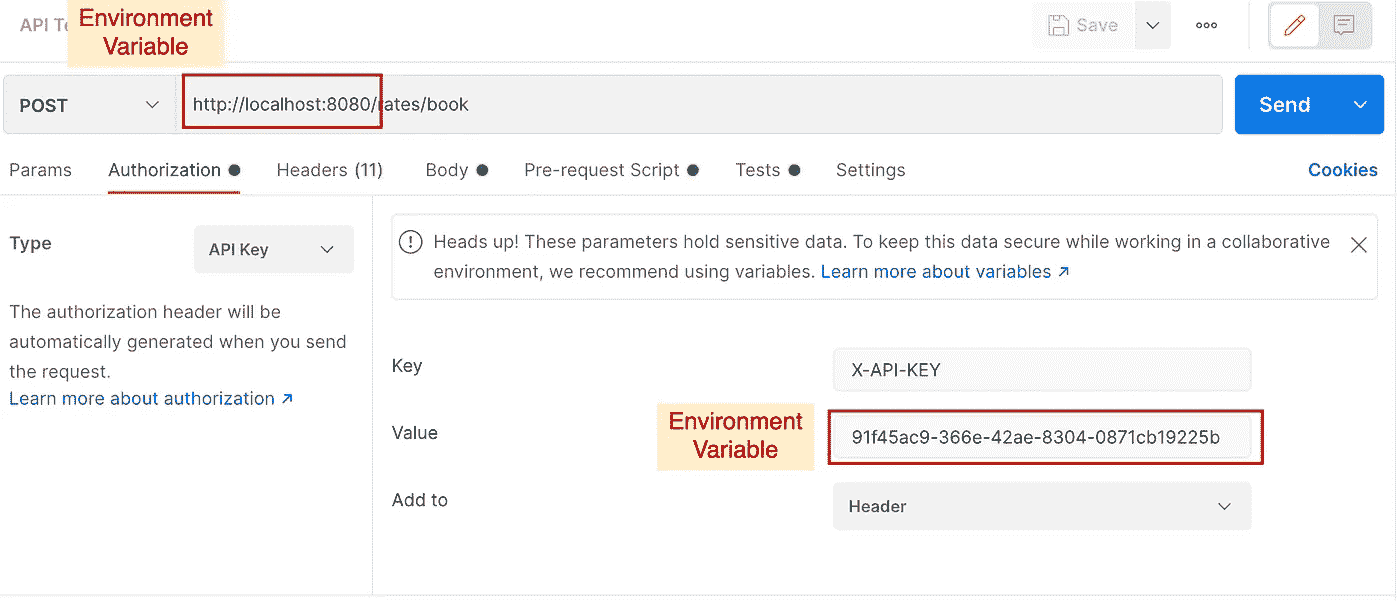 Environment
Variable
API Te
Save
POST
http://localhost:8080/rates/book
Send
Params
Authorization
Headers (11)
Body
Pre-request Script
Tests
Settings
Cookies
Type
API Key
The authorization header will be
automatically generated when you send
the request.
Learn more about authorization ↗
Heads up! These parameters hold sensitive data. To keep this data secure while working in a collaborative
environment, we recommend using variables. Learn more about variables ↗
Key
X-API-KEY
Value
Environment
Variable
91f45ac9-366e-42ae-8304-0871cb19225b
Add to
Header